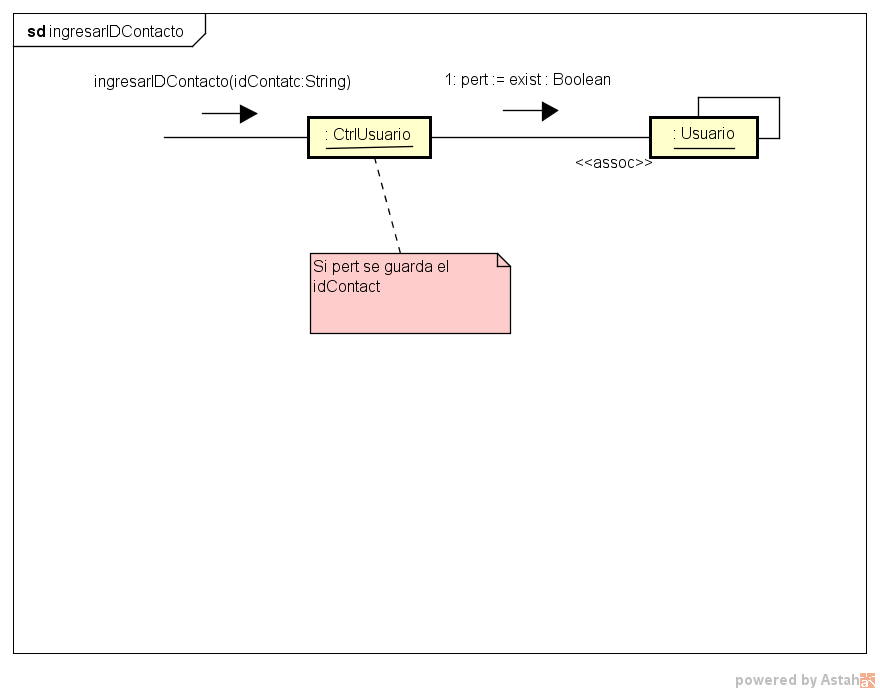 sd ingresarIDContacto
ingresarIDContacto(idContatc:String)
1: pert := exist : Boolean
: CtrlUsuario
: Usuario
<<assoc>>
Si pert se guarda el
idContact
powered by Astah